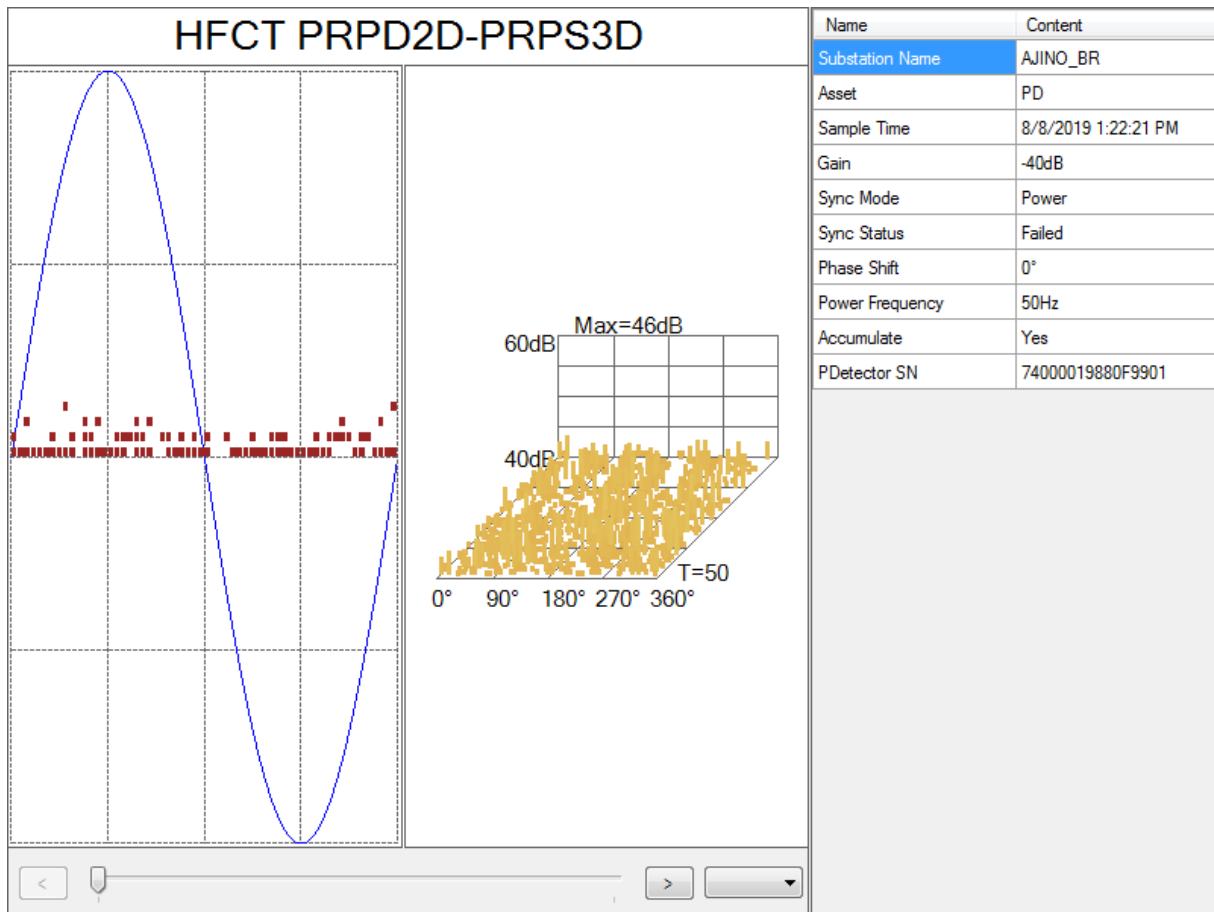 HFCT PRPD2D-PRPS3D
Max=46dB
60dB
40dB
T=50
0° 90° 180° 270° 360°
< >
Name Content
Substation Name AJINO_BR
Asset PD
Sample Time 8/8/2019 1:22:21 PM
Gain -40dB
Sync Mode Power
Sync Status Failed
Phase Shift 0°
Power Frequency 50Hz
Accumulate Yes
PDetector SN 74000019880F9901